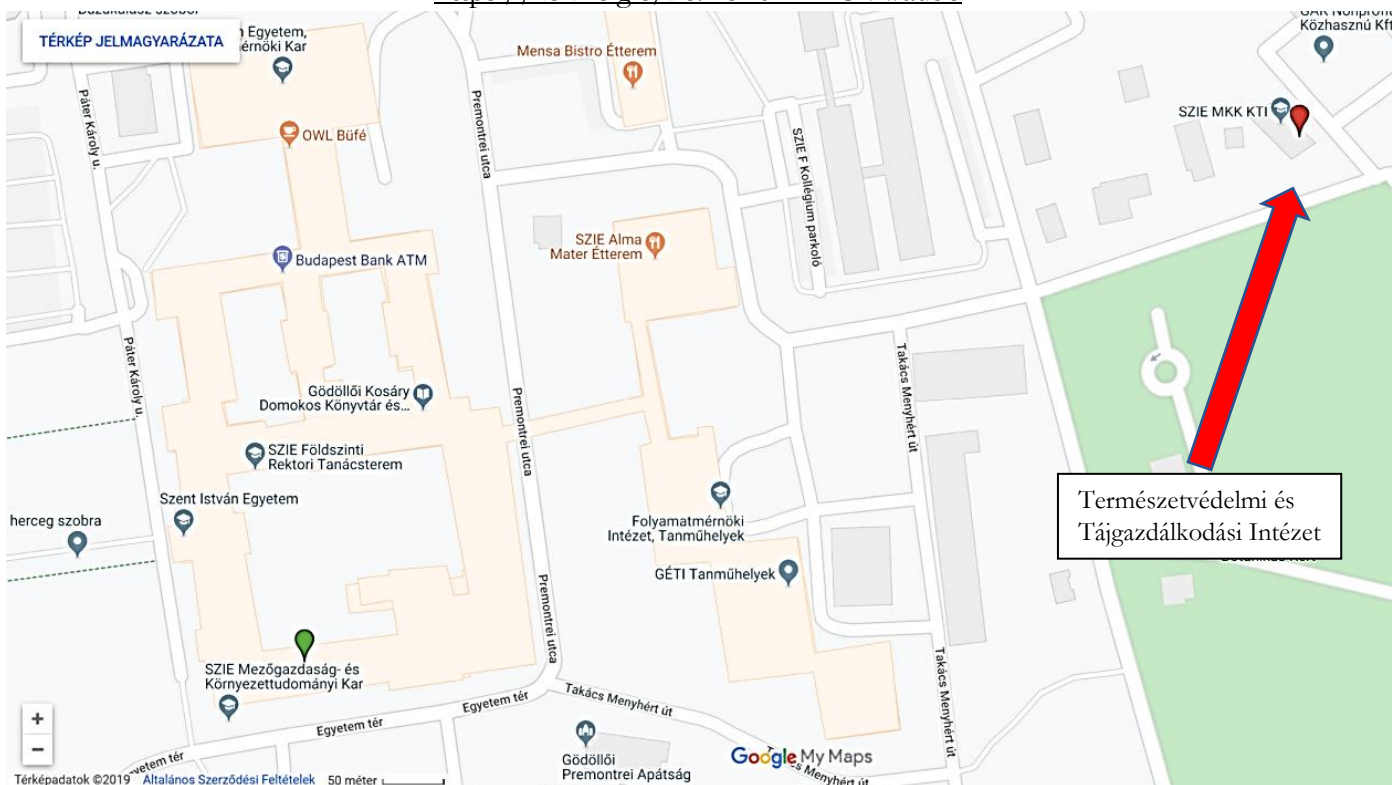 TÉRKÉP JELMAGYARÁZATA
Egyetem,
Kar
OWL Büfé
Páter Károly u.
Premontrei utca
Mensa Bistro Étterem
SZIE F Kollégium parkoló
Közhasznú Kft
SZIE MKK KTI
Budapest Bank ATM
SZIE Alma
Mater Étterem
Páter Károly u.
Gödöllői Kosáry
Domokos Könyvtár és...
Premontrei utca
Takács Menyhért út
SZIE Földszinti
Rektori Tanácsterem
Szent István Egyetem
herceg szobra
Folyamatmérnöki
Intézet, Tanműhelyek
GÉTI Tanműhelyek
Természetvédelmi és
Tájgazdálkodási Intézet
Premontrei utca
SZIE Mezőgazdaság- és
Környezettudományi Kar
Takács Menyhért út
Egyetem tér
Egyetem tér
Takács Menyhért út
+
−
Gödöllői
Premontrei Apátság
Google My Maps
Menyhért út
Térképadatok ©2019
Általános Szerződési Feltételek
50 méter